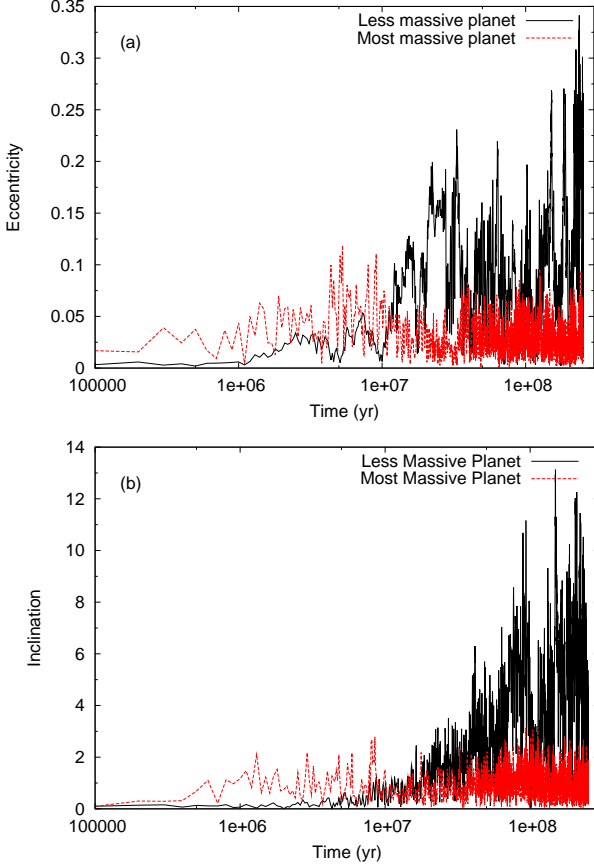 0.35
Less massive planet
(a)
Most massive planet
0.3
0.25
0.2
Eccentricity
0.15
0.1
0.05
0
100000 1e+06 1e+07 1e+08
Time (yr)
14
Less Massive Planet
(b)
Most Massive Planet
12
10
8
Inclination
6
4
2
0
100000 1e+06 1e+07 1e+08
Time (yr)